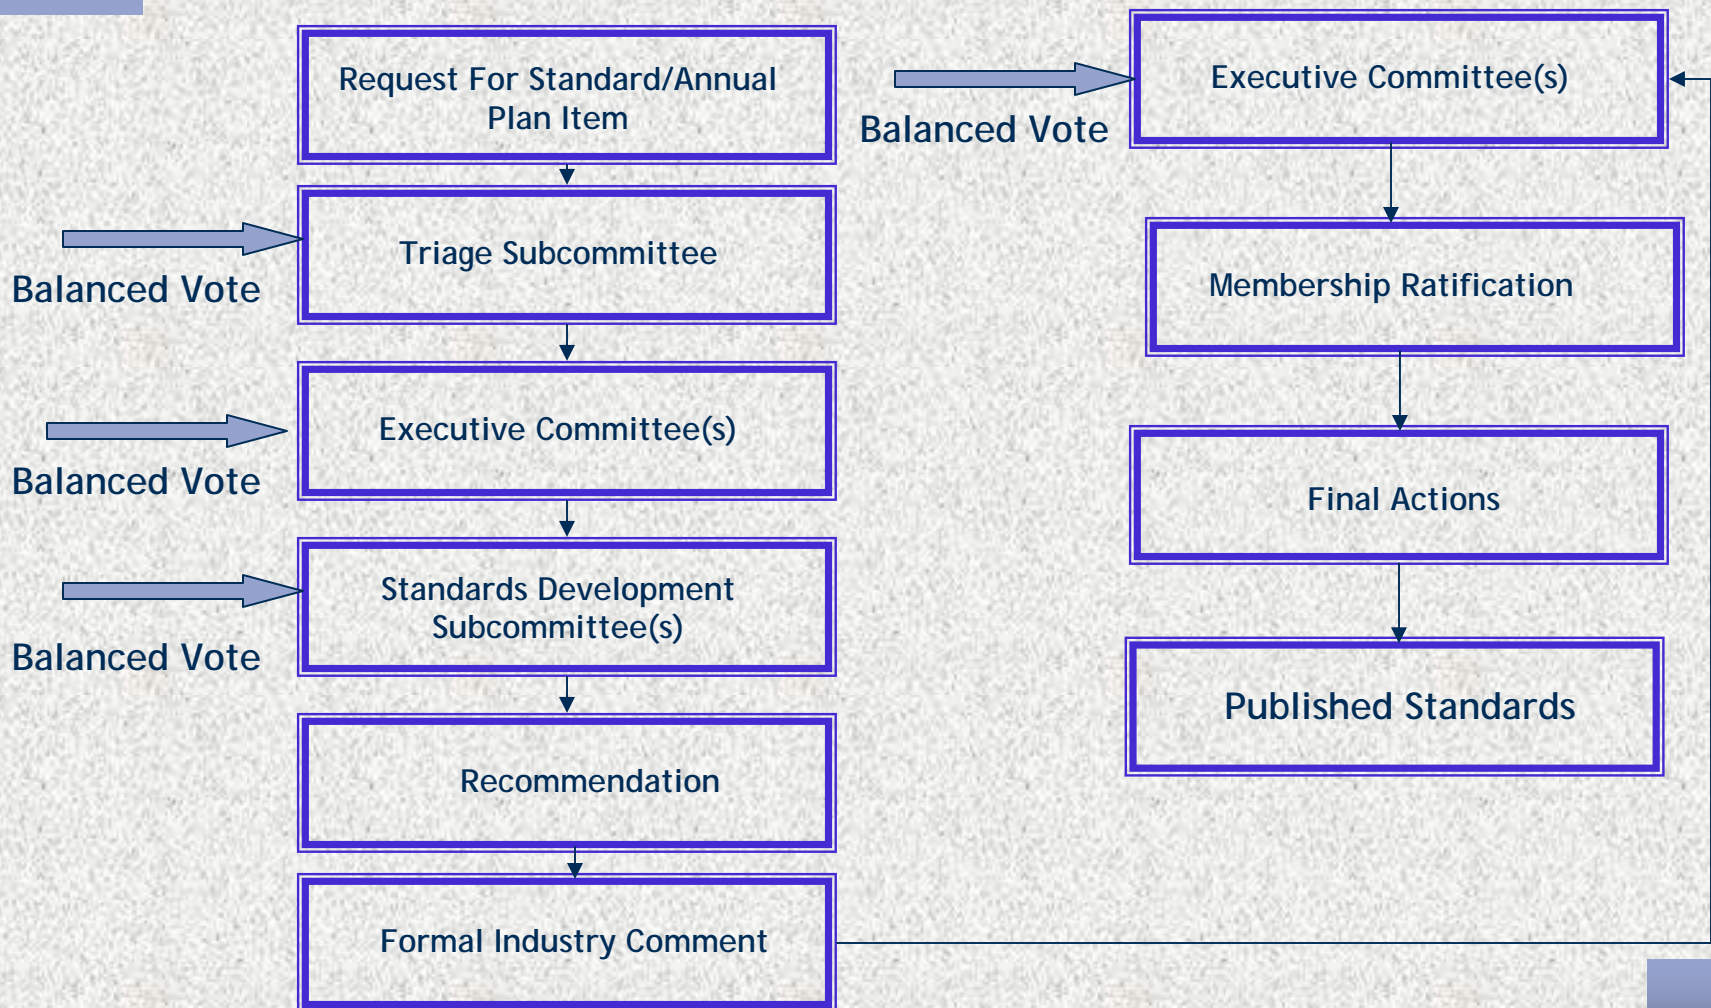 Request For Standard/Annual
Plan Item
Balanced Vote
Triage Subcommittee
Balanced Vote
Executive Committee(s)
Balanced Vote
Standards Development
Subcommittee(s)
Recommendation
Formal Industry Comment
Balanced Vote
Executive Committee(s)
Membership Ratification
Final Actions
Published Standards